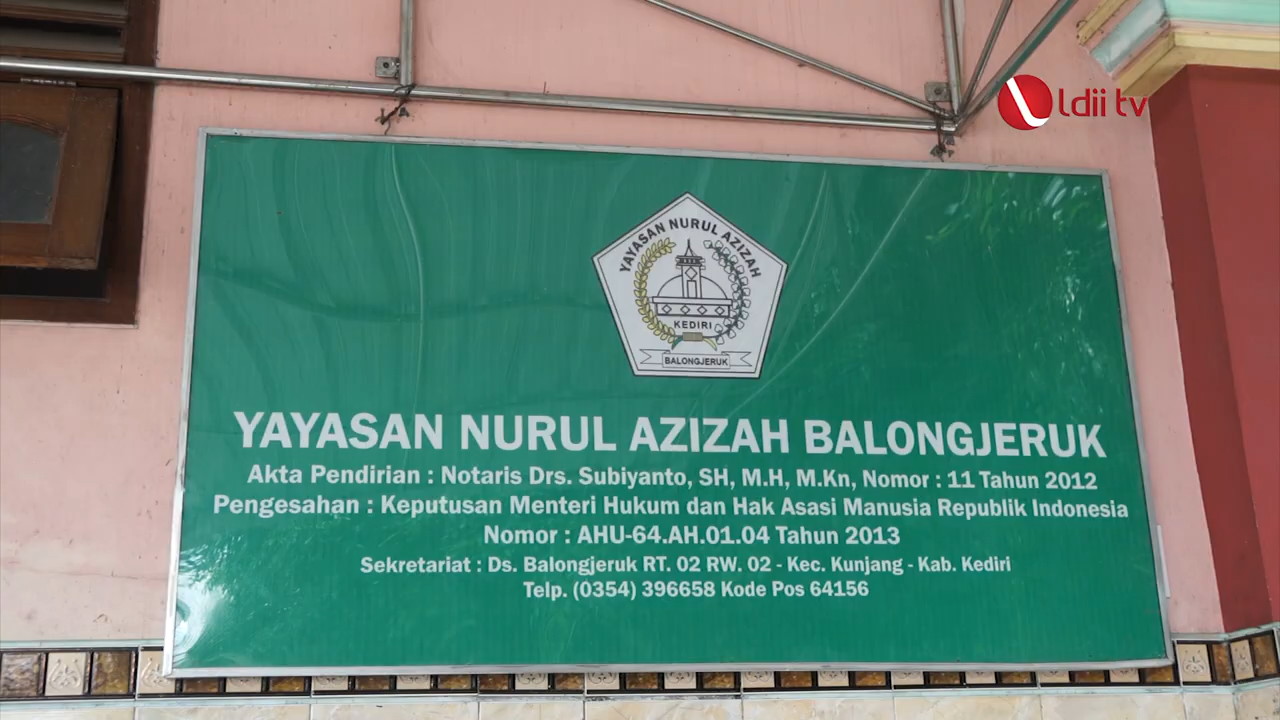 ldii tv
YAYASAN NURUL AZIZAH
KEDIRI
BALONGJERUK
YAYASAN NURUL AZIZAH BALONGJERUK
Akta Pendirian : Notaris Drs. Subiyanto, SH, M.H, M.Kn, Nomor : 11 Tahun 2012
Pengesahan : Keputusan Menteri Hukum dan Hak Asasi Manusia Republik Indonesia
Nomor : AHU-64.AH.01.04 Tahun 2013
Sekretariat : Ds. Balongjeruk RT. 02 RW. 02 - Kec. Kunjang - Kab. Kediri
Telp. (0354) 396658 Kode Pos 64156